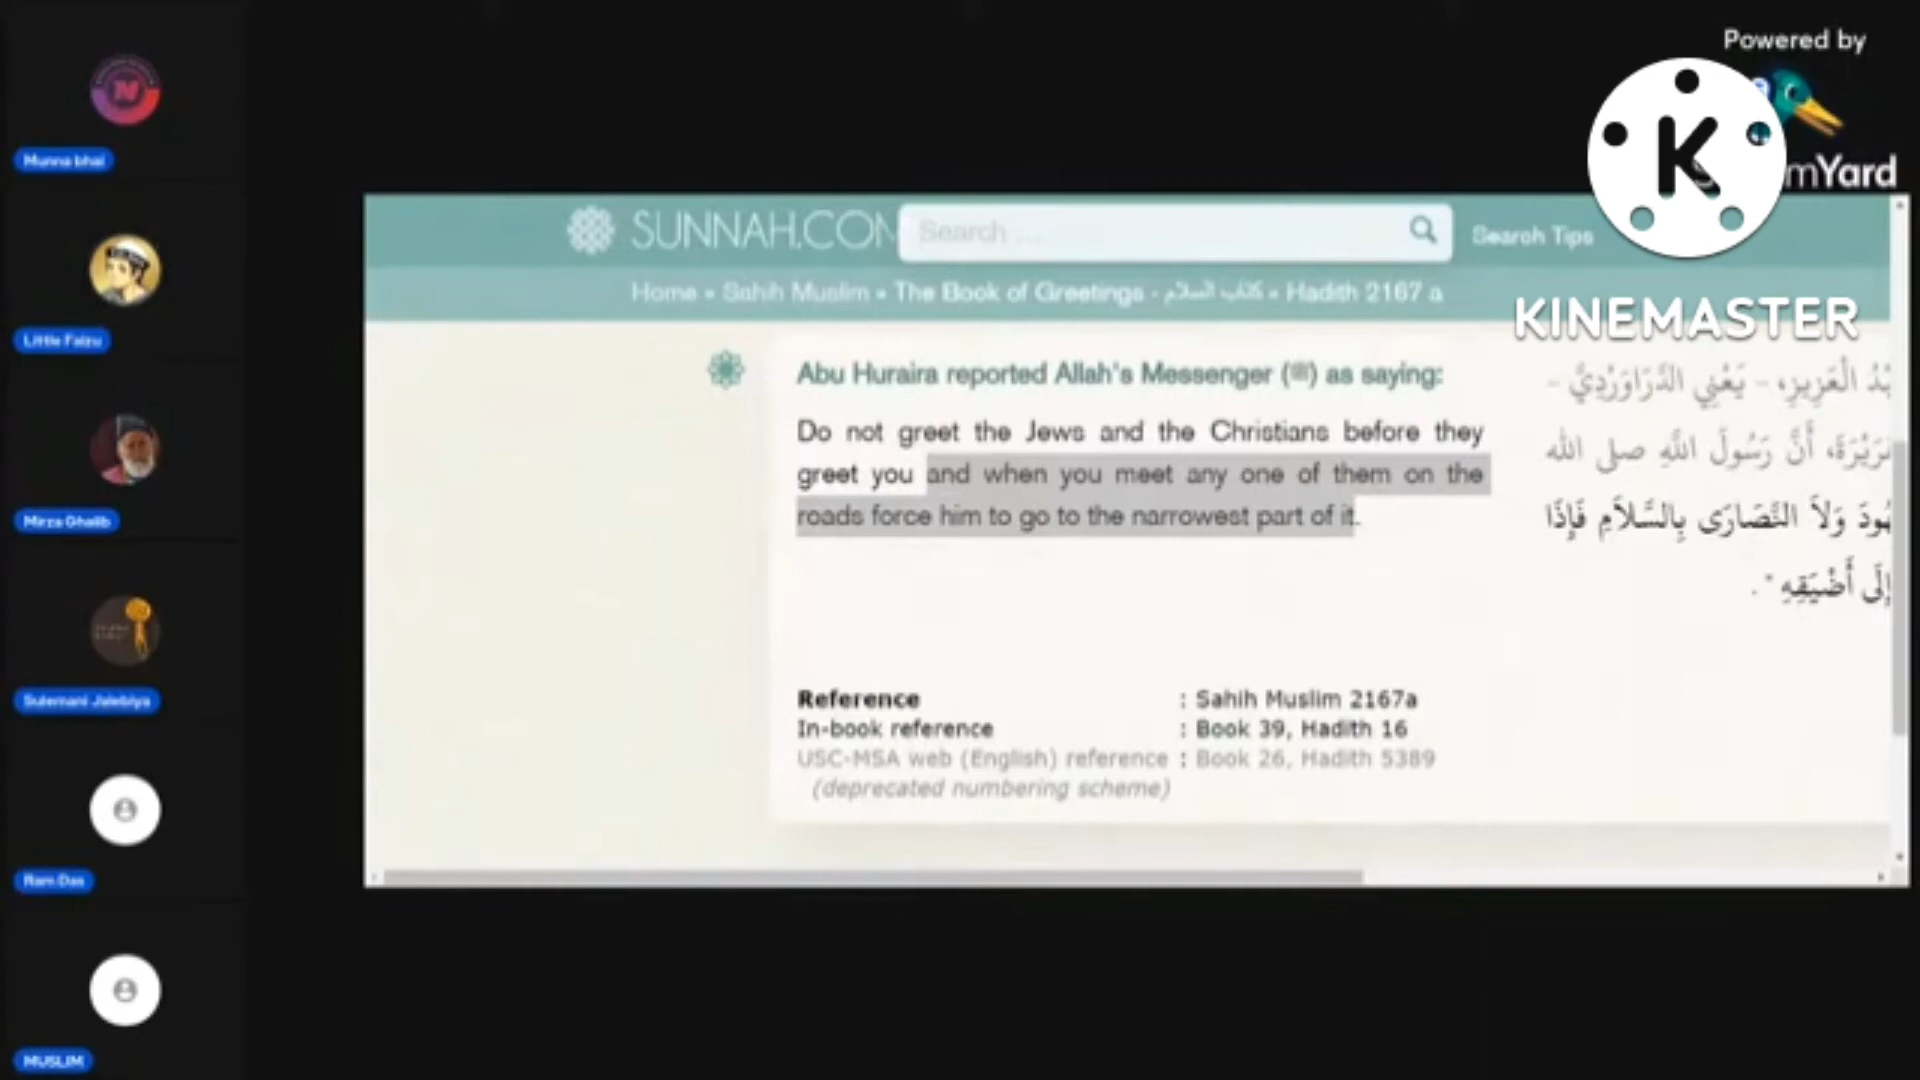 Powered by
mYard
K
KINEMASTER
Munna bhai
Little Faizu
Mirza Ghalib
Sulemani Jalebiya
Ram Das
MUSLIM
SUNNAH.COM
Search ...
Search Tips
Home » Sahih Muslim » The Book of Greetings - كتاب السلام » Hadith 2167 a
Abu Huraira reported Allah's Messenger (ﷺ) as saying:
Do not greet the Jews and the Christians before they
greet you and when you meet any one of them on the
roads force him to go to the narrowest part of it.
الْعَزِيزِ، - يَعْنِي الدَّرَاوَرْدِيَّ -
أَنَّ رَسُولَ اللَّهِ صلى الله
وَلاَ النَّصَارَى بِالسَّلاَمِ فَإِذَا
إِلَى أَضْيَقِهِ " .
Reference : Sahih Muslim 2167a
In-book reference : Book 39, Hadith 16
USC-MSA web (English) reference : Book 26, Hadith 5389
(deprecated numbering scheme)